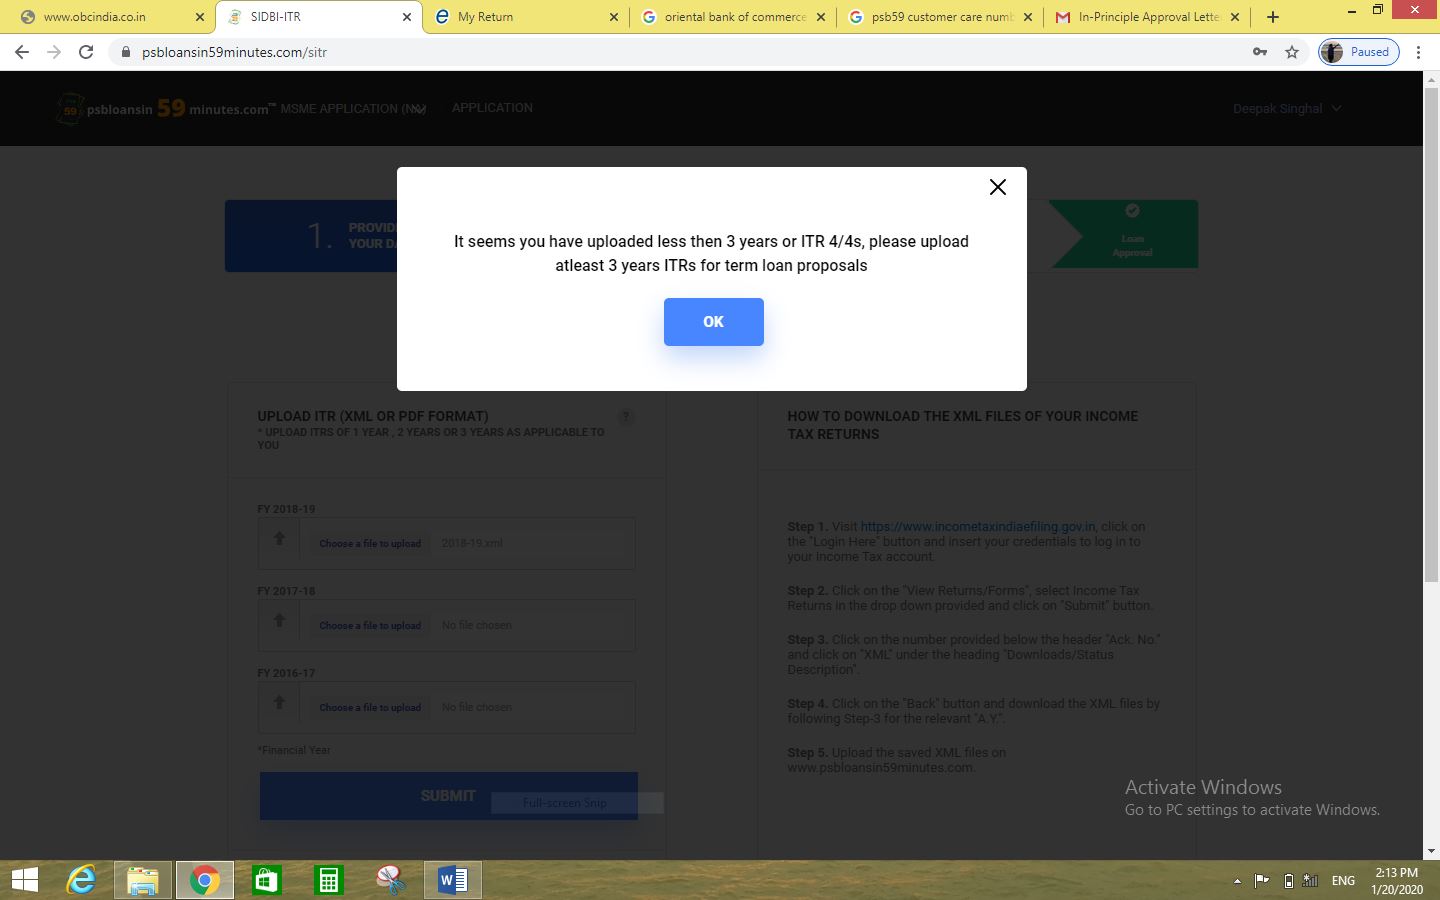 www.obcindia.co.in
SIDBI-ITR
My Return
oriental bank of commerce
psb59 customer care numb
In-Principle Approval Lette
psbloansin59minutes.com/sitr
Paused
59 psbloansin 59 minutes.com™
MSME APPLICATION
APPLICATION
Deepak Singhal
1. PROVID
YOUR DA
Loan
Approval
It seems you have uploaded less then 3 years or ITR 4/4s, please upload
atleast 3 years ITRs for term loan proposals
OK
UPLOAD ITR (XML OR PDF FORMAT)
?
* UPLOAD ITRS OF 1 YEAR , 2 YEARS OR 3 YEARS AS APPLICABLE TO
YOU
FY 2018-19
Choose a file to upload 2018-19.xml
FY 2017-18
Choose a file to upload No file chosen
FY 2016-17
Choose a file to upload No file chosen
*Financial Year
SUBMIT
Full-screen Snip
HOW TO DOWNLOAD THE XML FILES OF YOUR INCOME
TAX RETURNS
Step 1. Visit https://www.incometaxindiaefiling.gov.in, click on
the "Login Here" button and insert your credentials to log in to
your Income Tax account.
Step 2. Click on the "View Returns/Forms", select Income Tax
Returns in the drop down provided and click on "Submit" button.
Step 3. Click on the number provided below the header "Ack. No."
and click on "XML" under the heading "Downloads/Status
Description".
Step 4. Click on the "Back" button and download the XML files by
following Step-3 for the relevant "A.Y.".
Step 5. Upload the saved XML files on
www.psbloansin59minutes.com.
Activate Windows
Go to PC settings to activate Windows.
ENG
2:13 PM
1/20/2020